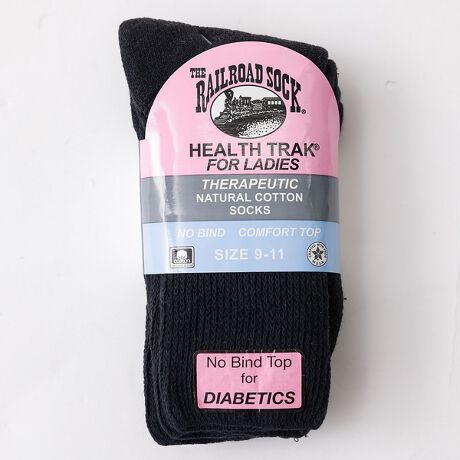 THE
RAILROAD SOCK®
HEALTH TRAK®
FOR LADIES
THERAPEUTIC
NATURAL COTTON
SOCKS
NO BIND COMFORT TOP
SIZE 9-11
No Bind Top
for
DIABETICS